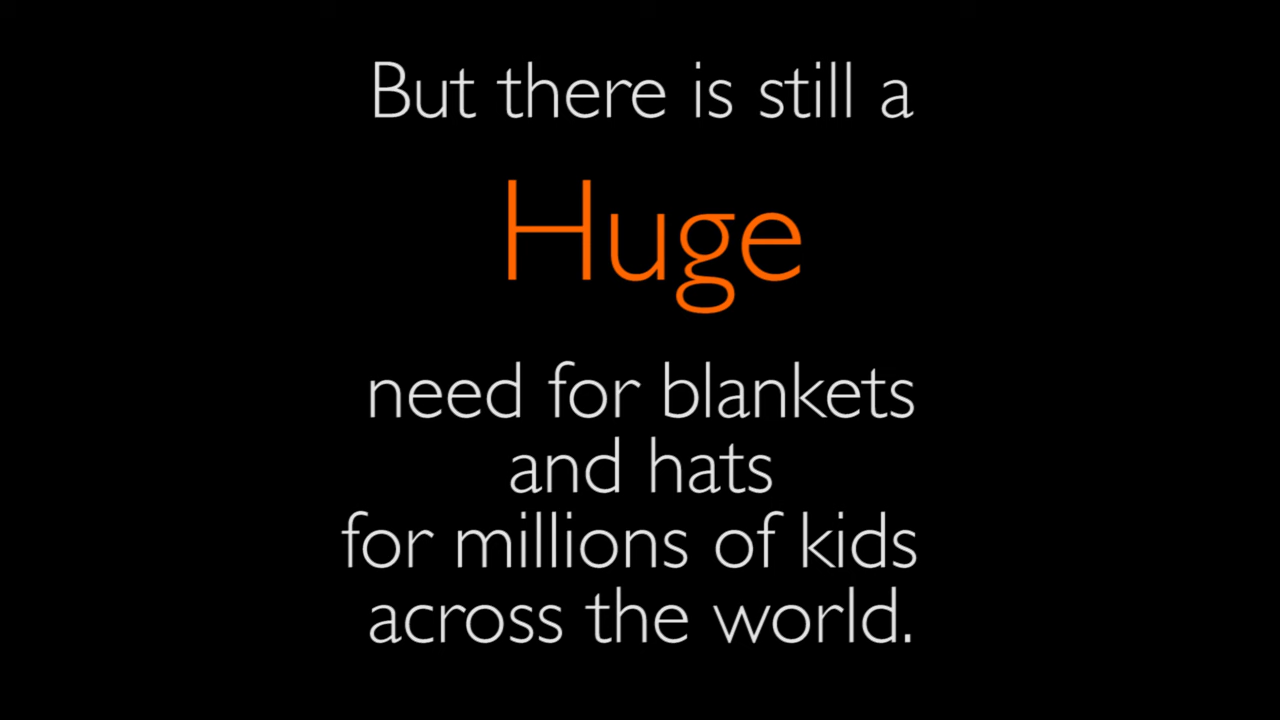 But there is still a
Huge
need for blankets
and hats
for millions of kids
across the world.